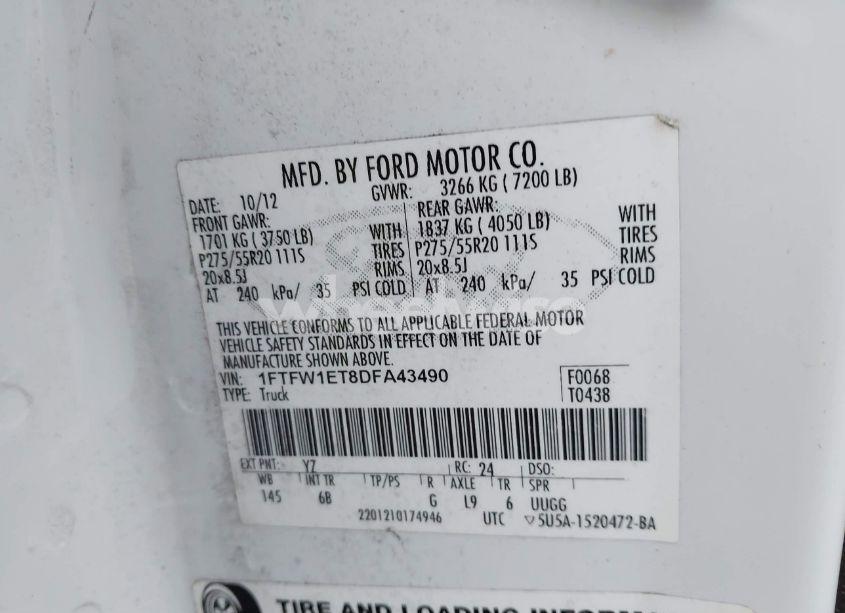 MFD. BY FORD MOTOR CO.
DATE: 10/12 GVWR: 3266 KG ( 7200 LB)
FRONT GAWR: REAR GAWR:
1701 KG ( 3750 LB) WITH 1837 KG ( 4050 LB) WITH
P275/55R20 111S TIRES P275/55R20 111S TIRES
20x8.5J RIMS 20x8.5J RIMS
AT 240 kPa/ 35 PSI COLD AT 240 kPa/ 35 PSI COLD
THIS VEHICLE CONFORMS TO ALL APPLICABLE FEDERAL MOTOR
VEHICLE SAFETY STANDARDS IN EFFECT ON THE DATE OF
MANUFACTURE SHOWN ABOVE.
VIN: 1FTFW1ET8DFA43490 F0068
TYPE: Truck T0438
EXT PNT: YZ RC: 24 DSO:
WB INT TR TP/PS R AXLE TR SPR
145 6B G L9 6 UUGG
2201210174946 UTC 5U5A-1520472-BA
TIRE AND LOADING